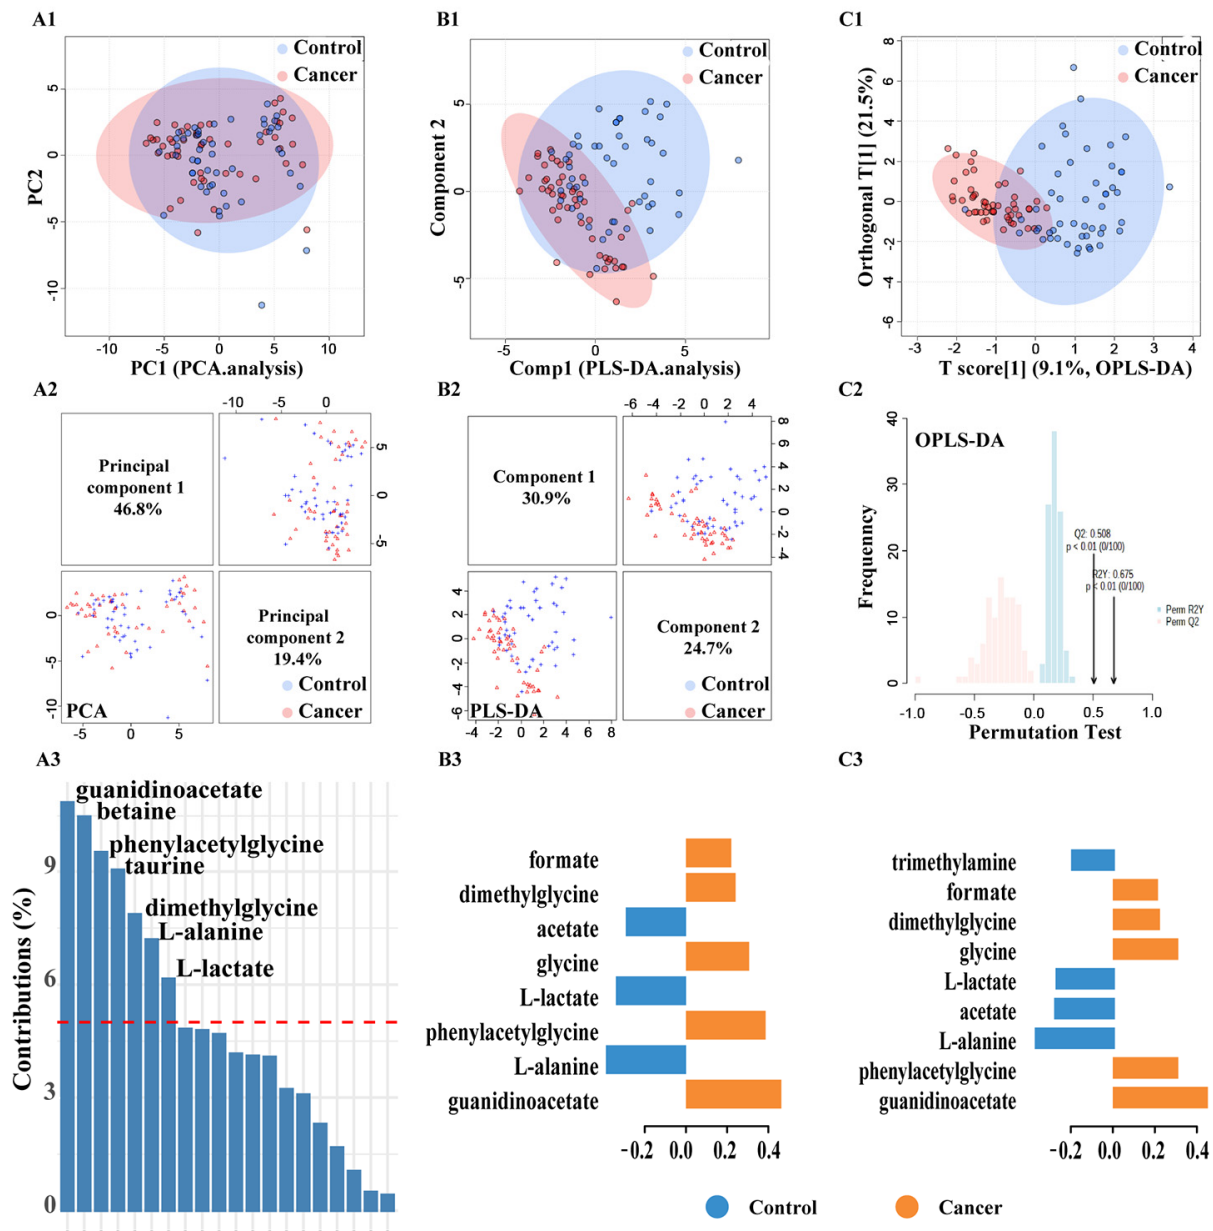 A1
Control
Cancer
5
0
-5
-10
PC2
-10 -5 0 5 10
PC1 (PCA.analysis)
B1
Control
Cancer
5
0
-5
Component 2
-5 0 5
Comp1 (PLS-DA.analysis)
C1
Control
Cancer
8
6
4
2
0
-2
-4
-6
Orthogonal T[1] (21.5%)
-3 -2 -1 0 1 2 3 4
T score[1] (9.1%, OPLS-DA)
A2
-10 -5 0
Principal
component 1
46.8%
5
0
-5
0
-5
-10
Principal
component 2
19.4%
Control
Cancer
PCA
-5 0 5
B2
-6 -4 -2 0 2 4
Component 1
30.9%
8
6
4
2
0
-2
-4
4
2
0
-2
-4
-6
Component 2
24.7%
Control
Cancer
PLS-DA
-4 -2 0 2 4 6 8
C2
40
30
20
10
0
Frequenncy
OPLS-DA
Q2: 0.508
p < 0.01 (0/100)
R2Y: 0.675
p < 0.01 (0/100)
Perm R2Y
Perm Q2
-1.0 -0.5 0.0 0.5 1.0
Permutation Test
A3
guanidinoacetate
betaine
phenylacetylglycine
taurine
dimethylglycine
L-alanine
L-lactate
9
6
3
0
Contributions (%)
B3
formate
dimethylglycine
acetate
glycine
L-lactate
phenylacetylglycine
L-alanine
guanidinoacetate
-0.2 0.0 0.2 0.4
C3
trimethylamine
formate
dimethylglycine
glycine
L-lactate
acetate
L-alanine
phenylacetylglycine
guanidinoacetate
-0.2 0.0 0.2 0.4
Control
Cancer